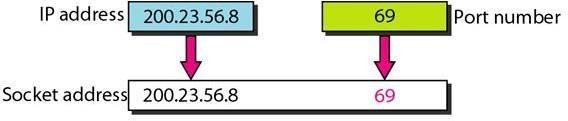 IP address 200.23.56.8 69 Port number
Socket address 200.23.56.8 69